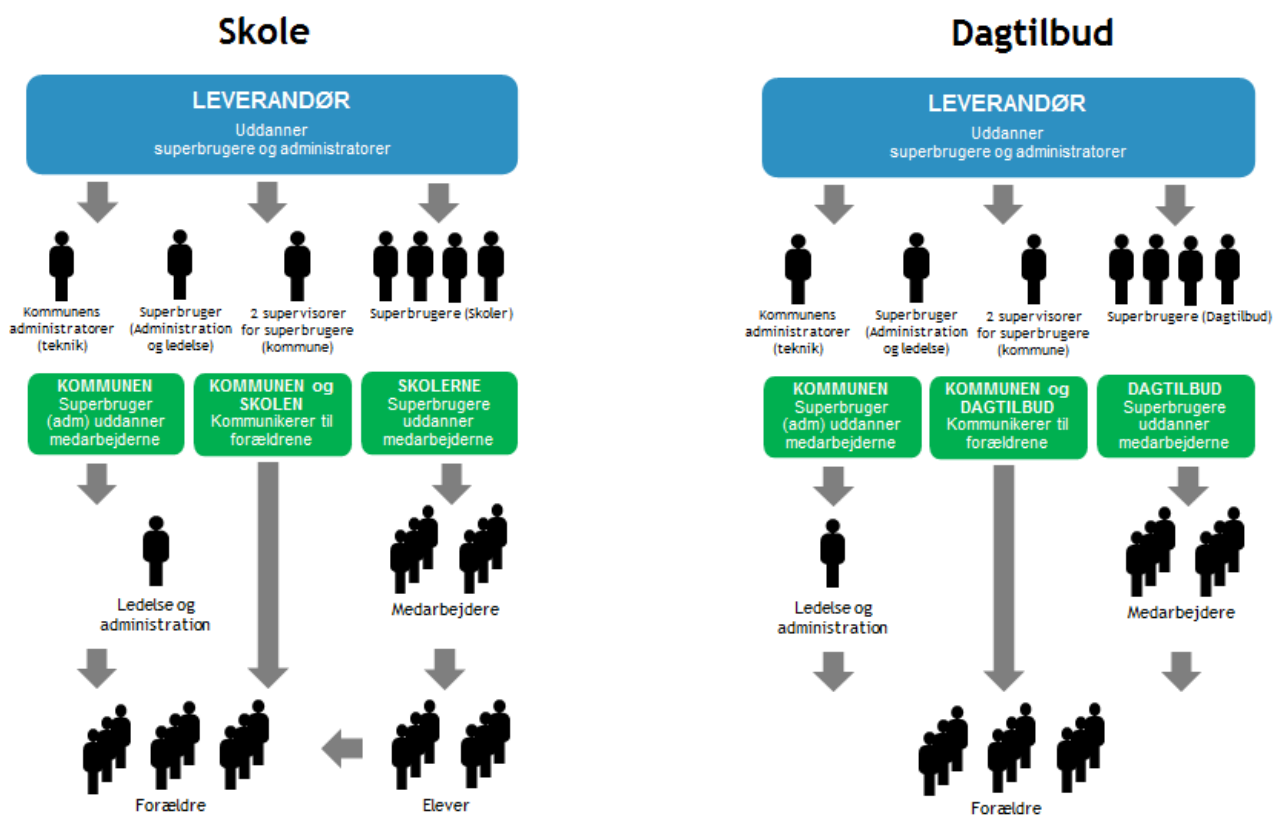 Skole
LEVERANDØR
Uddanner
superbrugere og administratorer
Kommunens
administratorer
(teknik)
Superbruger
(Administration
og ledelse)
2 supervisorer
for superbrugere
(kommune)
Superbrugere (Skoler)
KOMMUNEN
Superbruger
(adm) uddanner
medarbejderne
KOMMUNEN og
SKOLEN
Kommunikerer til
forældrene
SKOLERNE
Superbrugere
uddanner
medarbejderne
Ledelse og
administration
Medarbejdere
Forældre
Elever
Dagtilbud
LEVERANDØR
Uddanner
superbrugere og administratorer
Kommunens
administratorer
(teknik)
Superbruger
(Administration
og ledelse)
2 supervisorer
for superbrugere
(kommune)
Superbrugere (Dagtilbud)
KOMMUNEN
Superbruger
(adm) uddanner
medarbejderne
KOMMUNEN og
DAGTILBUD
Kommunikerer til
forældrene
DAGTILBUD
Superbrugere
uddanner
medarbejderne
Ledelse og
administration
Medarbejdere
Forældre